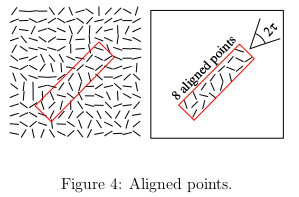 8 aligned points
2τ
Figure 4: Aligned points.